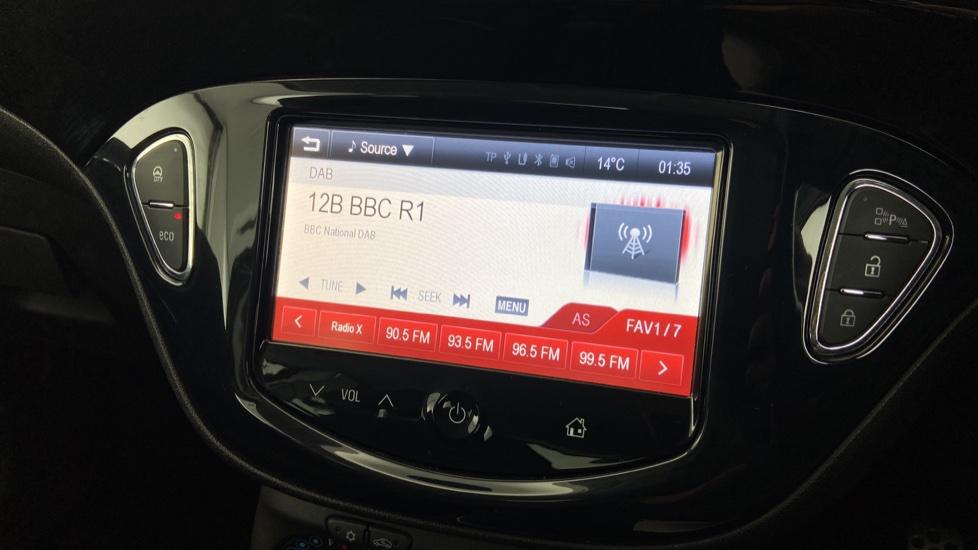 Source TP 14°C 01:35
DAB
12B BBC R1
BBC National DAB
TUNE SEEK MENU
AS FAV1 / 7
Radio X 90.5 FM 93.5 FM 96.5 FM 99.5 FM
VOL
CITY
eco
P